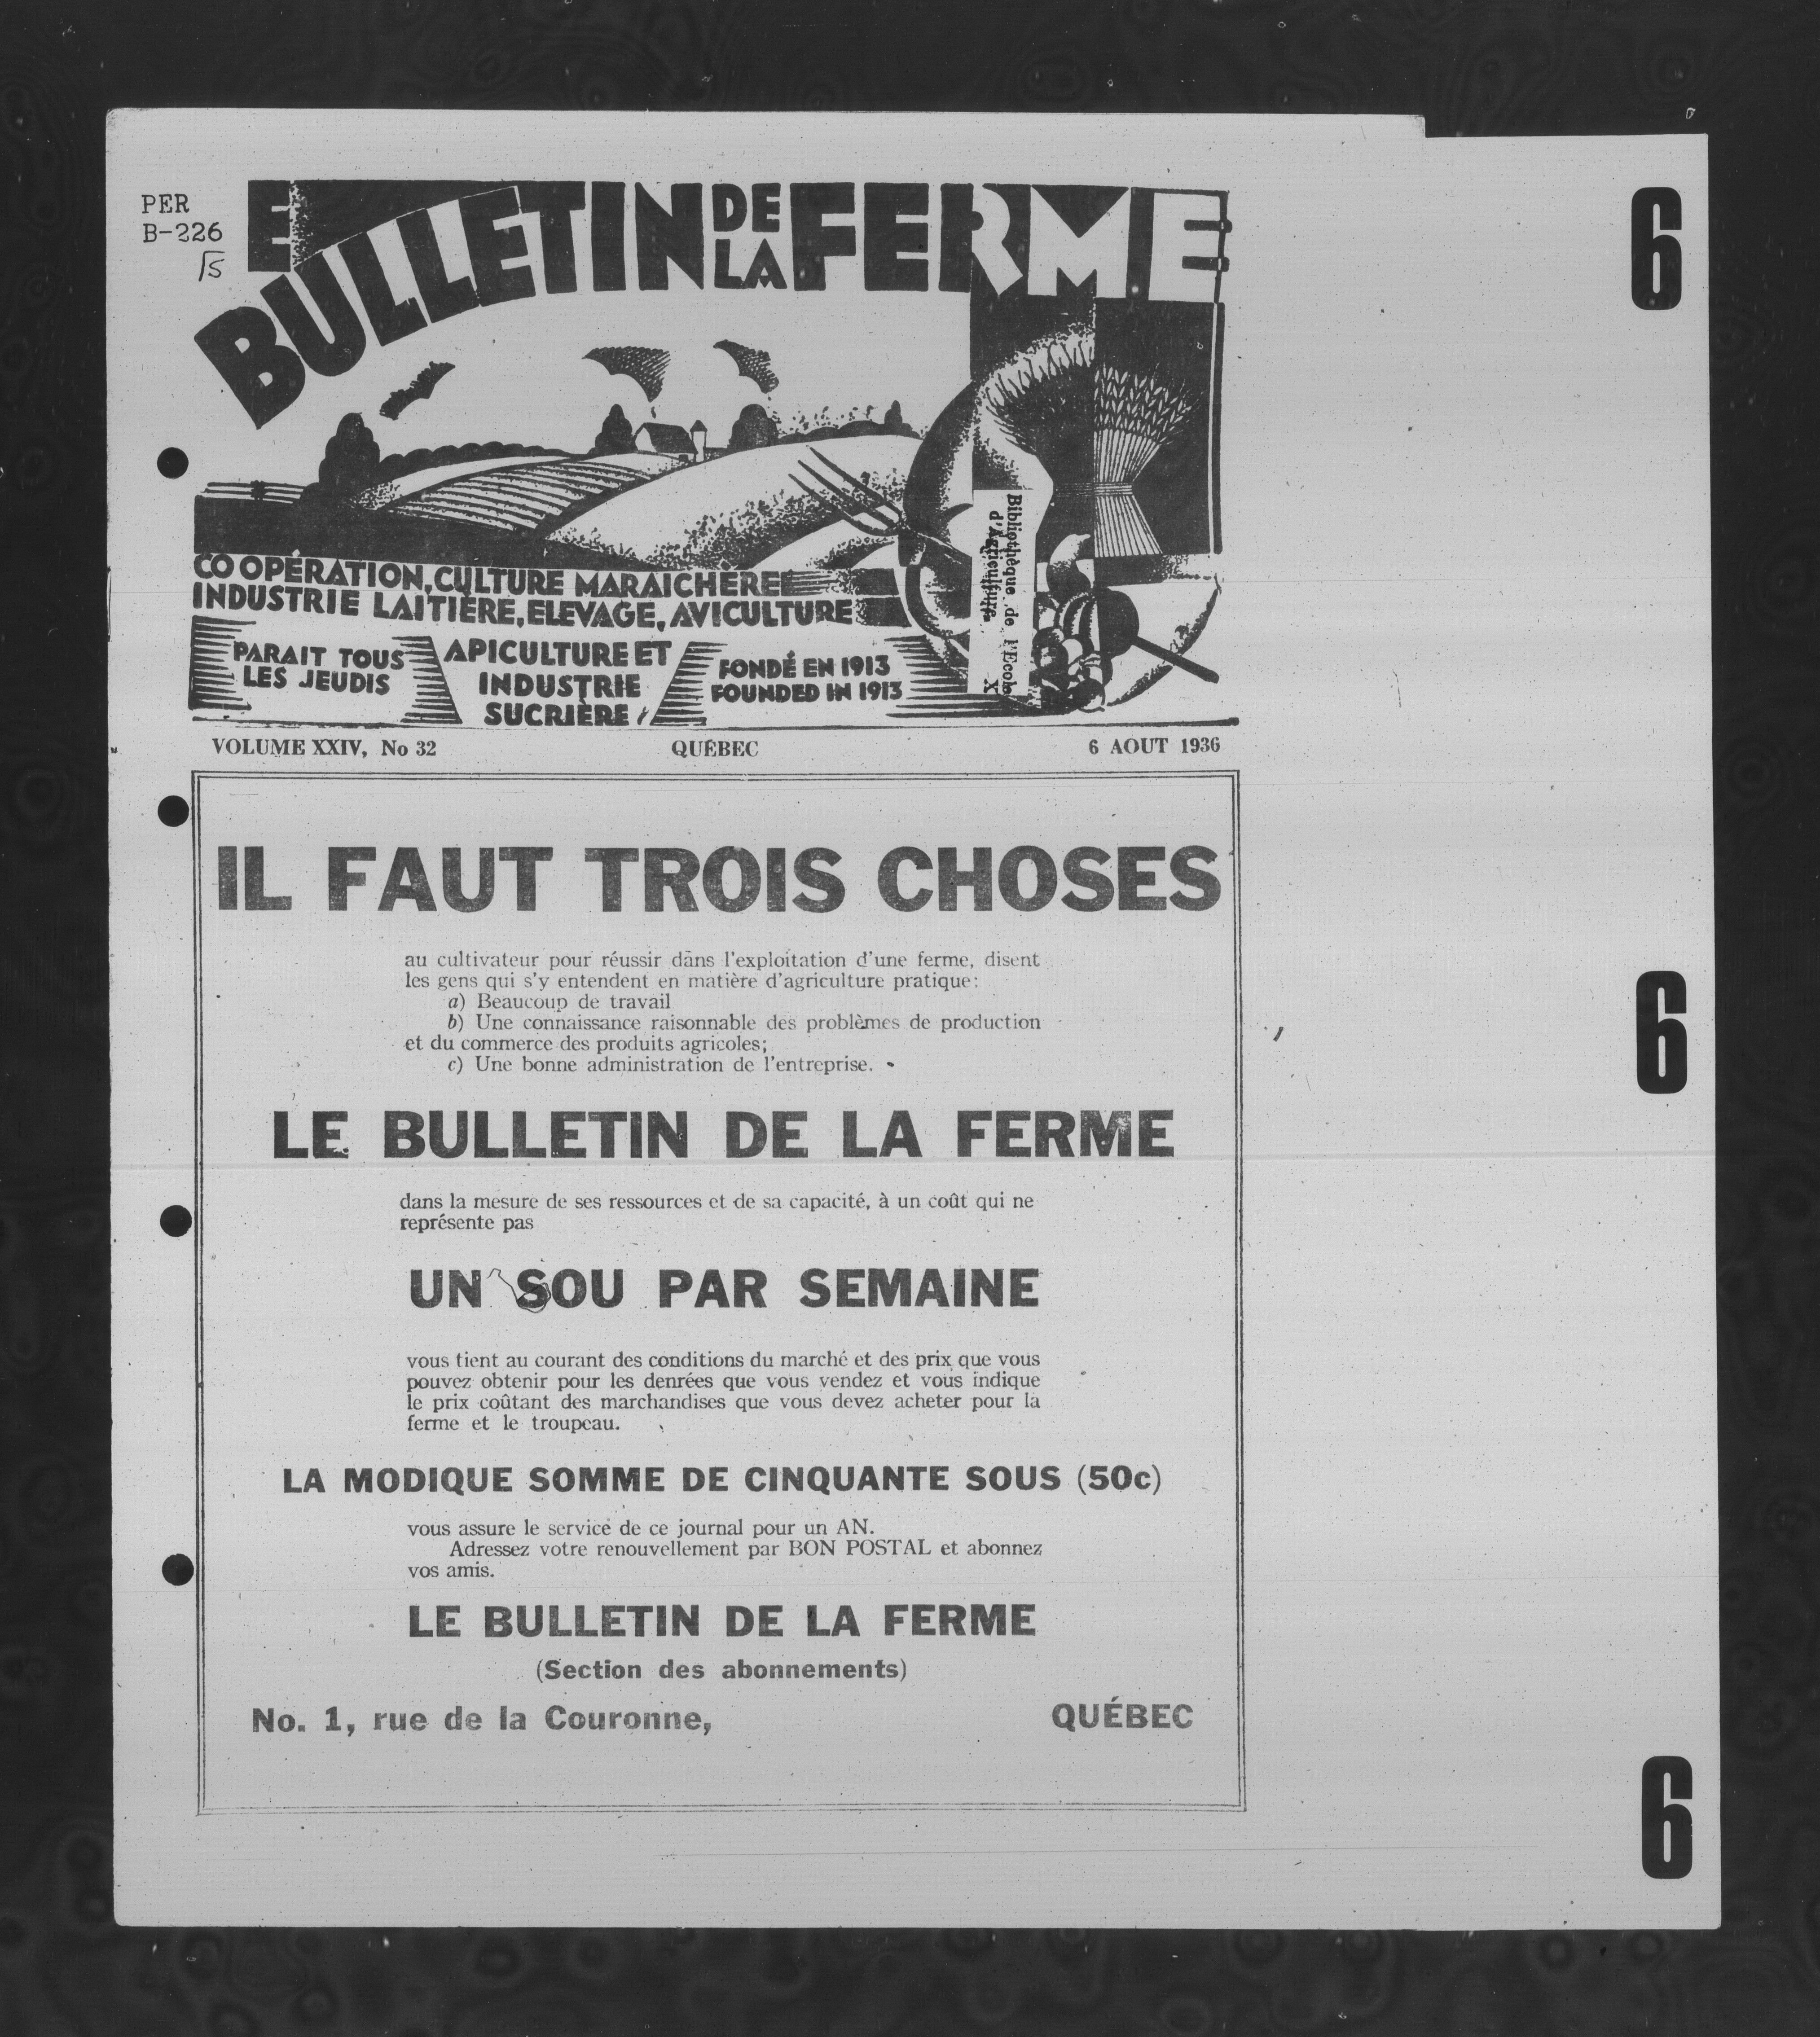 PER
B-226
LE BULLETIN DE LA FERME
COOPÉRATION, CULTURE MARAICHERE
INDUSTRIE LAITIÈRE, ELEVAGE, AVICULTURE
PARAIT TOUS
LES JEUDIS
APICULTURE ET
INDUSTRIE
SUCRIÈRE
FONDÉ EN 1913
FOUNDED IN 1913
Bibliothèque de l'Ecole
d'Agriculture
X
VOLUME XXIV, No 32 QUÉBEC 6 AOUT 1936
IL FAUT TROIS CHOSES
au cultivateur pour réussir dans l'exploitation d'une ferme, disent
les gens qui s'y entendent en matière d'agriculture pratique:
a) Beaucoup de travail
b) Une connaissance raisonnable des problèmes de production
et du commerce des produits agricoles;
c) Une bonne administration de l'entreprise.
LE BULLETIN DE LA FERME
dans la mesure de ses ressources et de sa capacité, à un coût qui ne
représente pas
UN SOU PAR SEMAINE
vous tient au courant des conditions du marché et des prix que vous
pouvez obtenir pour les denrées que vous vendez et vous indique
le prix coûtant des marchandises que vous devez acheter pour la
ferme et le troupeau.
LA MODIQUE SOMME DE CINQUANTE SOUS (50c)
vous assure le service de ce journal pour un AN.
Adressez votre renouvellement par BON POSTAL et abonnez
vos amis.
LE BULLETIN DE LA FERME
(Section des abonnements)
No. 1, rue de la Couronne, QUÉBEC
6
6
6